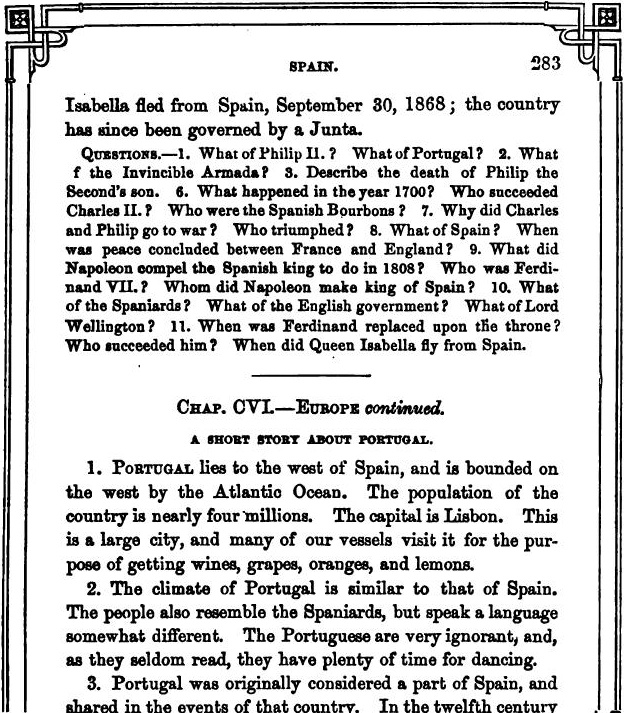 SPAIN. 283
Isabella fled from Spain, September 30, 1868; the country
has since been governed by a Junta.
QUESTIONS.—1. What of Philip II.? What of Portugal? 2. What
f the Invincible Armada? 3. Describe the death of Philip the
Second's son. 6. What happened in the year 1700? Who succeeded
Charles II.? Who were the Spanish Bourbons? 7. Why did Charles
and Philip go to war? Who triumphed? 8. What of Spain? When
was peace concluded between France and England? 9. What did
Napoleon compel the Spanish king to do in 1808? Who was Ferdi-
nand VII.? Whom did Napoleon make king of Spain? 10. What
of the Spaniards? What of the English government? What of Lord
Wellington? 11. When was Ferdinand replaced upon the throne?
Who succeeded him? When did Queen Isabella fly from Spain.
CHAP. CVI.—EUROPE continued.
A SHORT STORY ABOUT PORTUGAL.
1. PORTUGAL lies to the west of Spain, and is bounded on
the west by the Atlantic Ocean. The population of the
country is nearly four millions. The capital is Lisbon. This
is a large city, and many of our vessels visit it for the pur-
pose of getting wines, grapes, oranges, and lemons.
2. The climate of Portugal is similar to that of Spain.
The people also resemble the Spaniards, but speak a language
somewhat different. The Portuguese are very ignorant, and,
as they seldom read, they have plenty of time for dancing.
3. Portugal was originally considered a part of Spain, and
shared in the events of that country. In the twelfth century